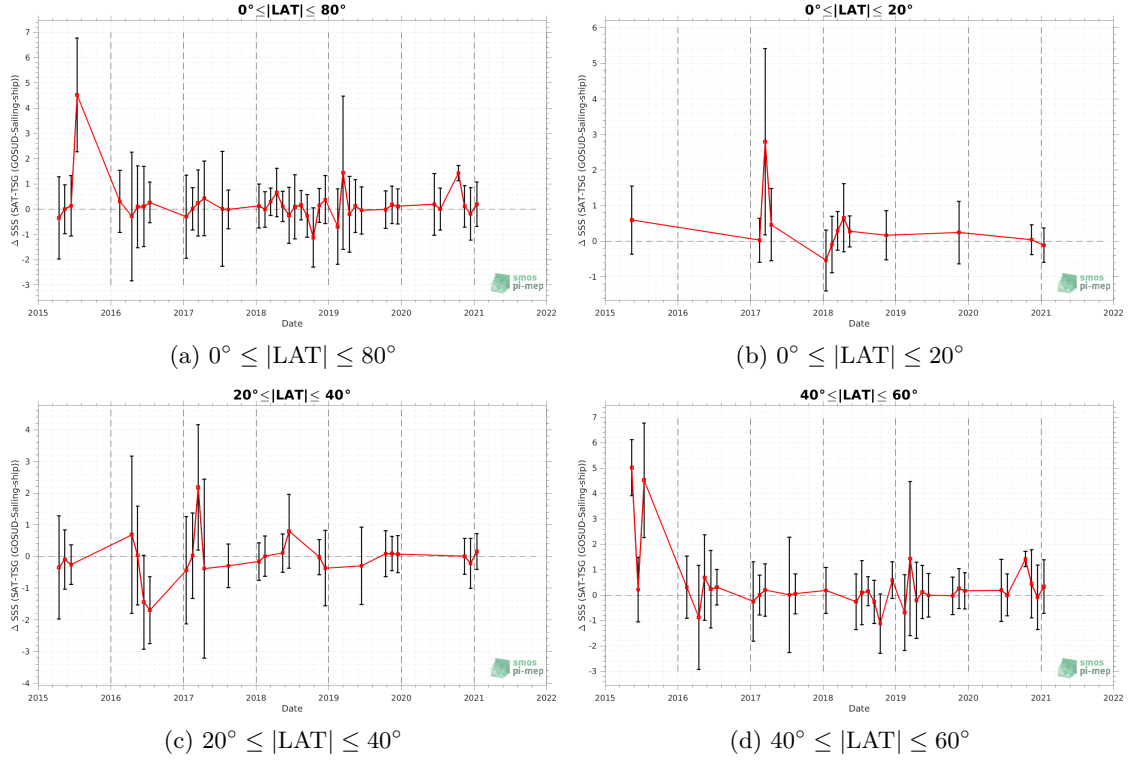 0°≤|LAT|≤ 80°
Δ SSS (SAT-TSG (GOSUD-Sailing-ship))
7
6
5
4
3
2
1
0
-1
-2
-3
2015 2016 2017 2018 2019 2020 2021 2022
Date
smos
pi-mep
(a) 0° ≤ |LAT| ≤ 80°
0°≤|LAT|≤ 20°
Δ SSS (SAT-TSG (GOSUD-Sailing-ship))
6
5
4
3
2
1
0
-1
2015 2016 2017 2018 2019 2020 2021 2022
Date
smos
pi-mep
(b) 0° ≤ |LAT| ≤ 20°
20°≤|LAT|≤ 40°
Δ SSS (SAT-TSG (GOSUD-Sailing-ship))
4
3
2
1
0
-1
-2
-3
-4
2015 2016 2017 2018 2019 2020 2021 2022
Date
smos
pi-mep
(c) 20° ≤ |LAT| ≤ 40°
40°≤|LAT|≤ 60°
Δ SSS (SAT-TSG (GOSUD-Sailing-ship))
7
6
5
4
3
2
1
0
-1
-2
-3
2015 2016 2017 2018 2019 2020 2021 2022
Date
smos
pi-mep
(d) 40° ≤ |LAT| ≤ 60°